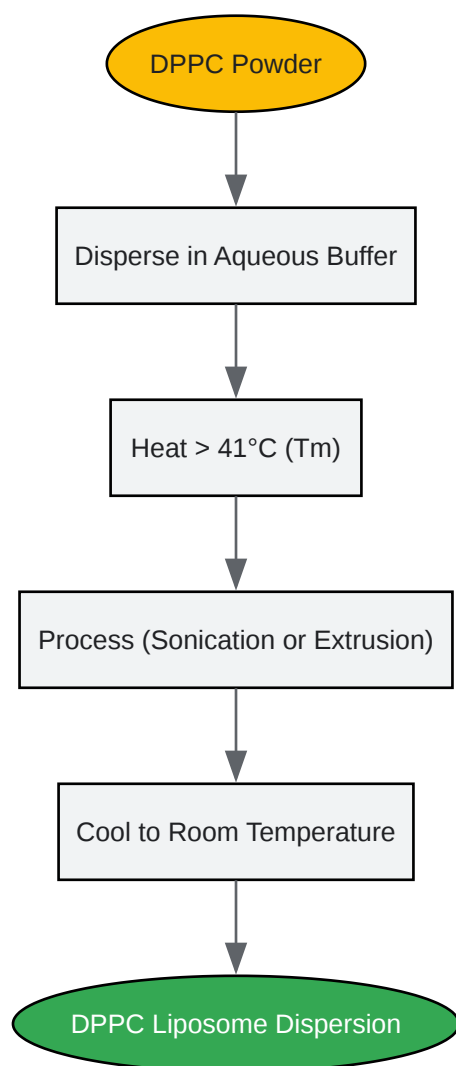 DPPC Powder
Disperse in Aqueous Buffer
Heat > 41°C (Tm)
Process (Sonication or Extrusion)
Cool to Room Temperature
DPPC Liposome Dispersion